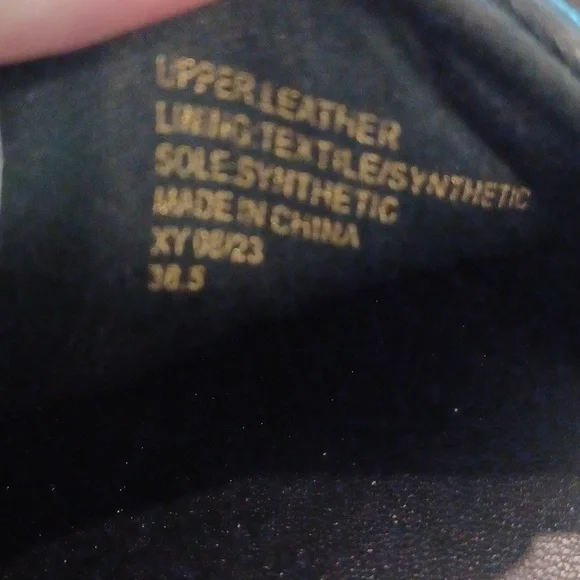 UPPER:LEATHER
LINING:TEXTILE/SYNTHETIC
SOLE:SYNTHETIC
MADE IN CHINA
XY 08/23
38.5